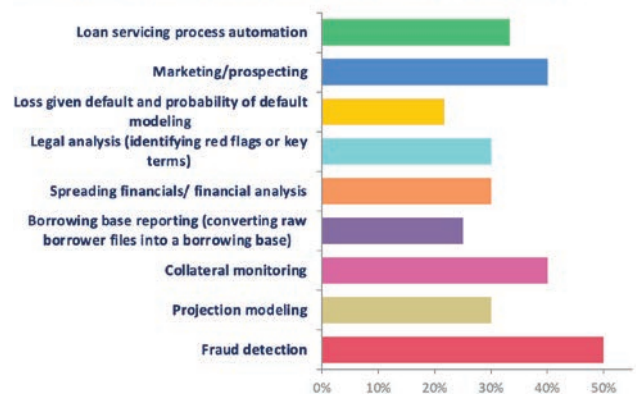 Loan servicing process automation
Marketing/prospecting
Loss given default and probability of default
modeling
Legal analysis (identifying red flags or key
terms)
Spreading financials/ financial analysis
Borrowing base reporting (converting raw
borrower files into a borrowing base)
Collateral monitoring
Projection modeling
Fraud detection
0% 10% 20% 30% 40% 50%